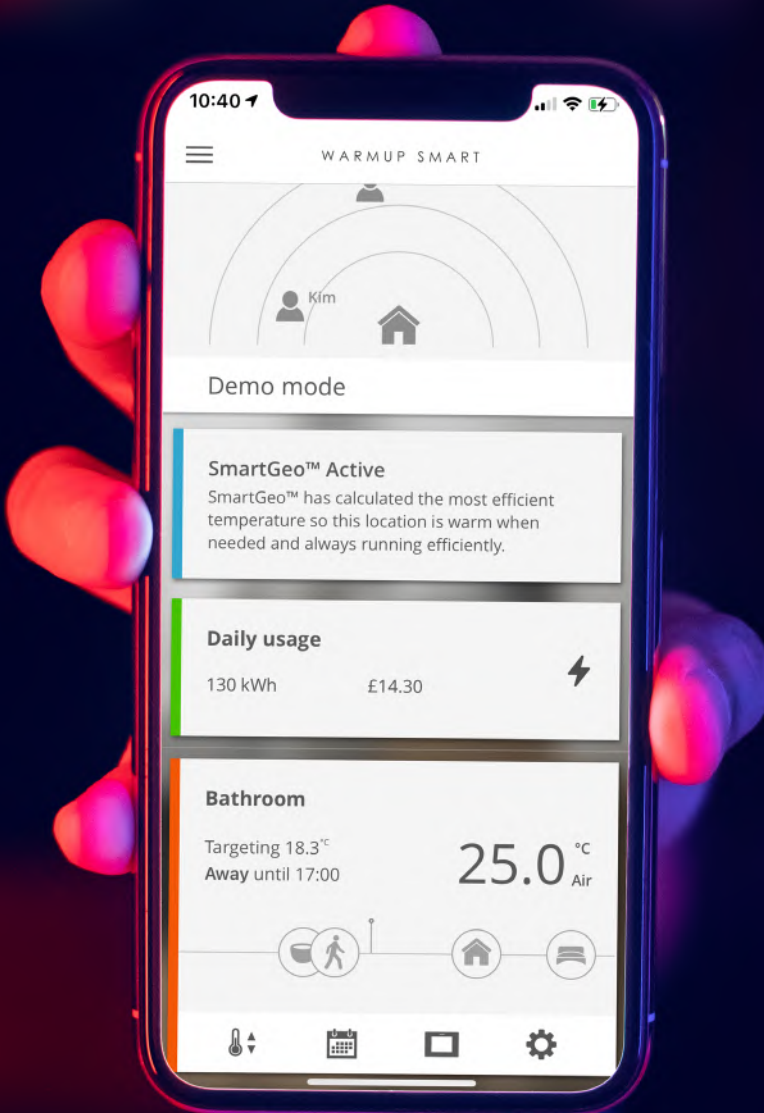 10:40
WARMUP SMART
Kim
Demo mode
SmartGeo™ Active
SmartGeo™ has calculated the most efficient
temperature so this location is warm when
needed and always running efficiently.
Daily usage
130 kWh £14.30
Bathroom
Targeting 18.3°C
Away until 17:00
25.0 °C
Air